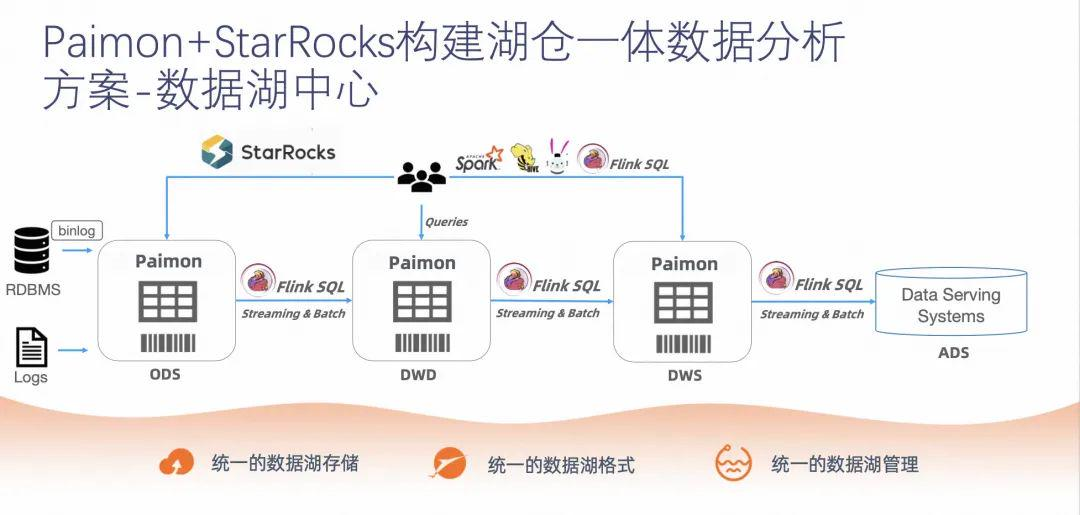 Paimon+StarRocks构建湖仓一体数据分析
方案-数据湖中心
StarRocks
APACHE
Spark
HIVE
Flink SQL
Queries
binlog
RDBMS
Logs
Paimon
ODS
Flink SQL
Streaming & Batch
Paimon
DWD
Flink SQL
Streaming & Batch
Paimon
DWS
Flink SQL
Streaming & Batch
Data Serving
Systems
ADS
统一的数据湖存储
统一的数据湖格式
统一的数据湖管理